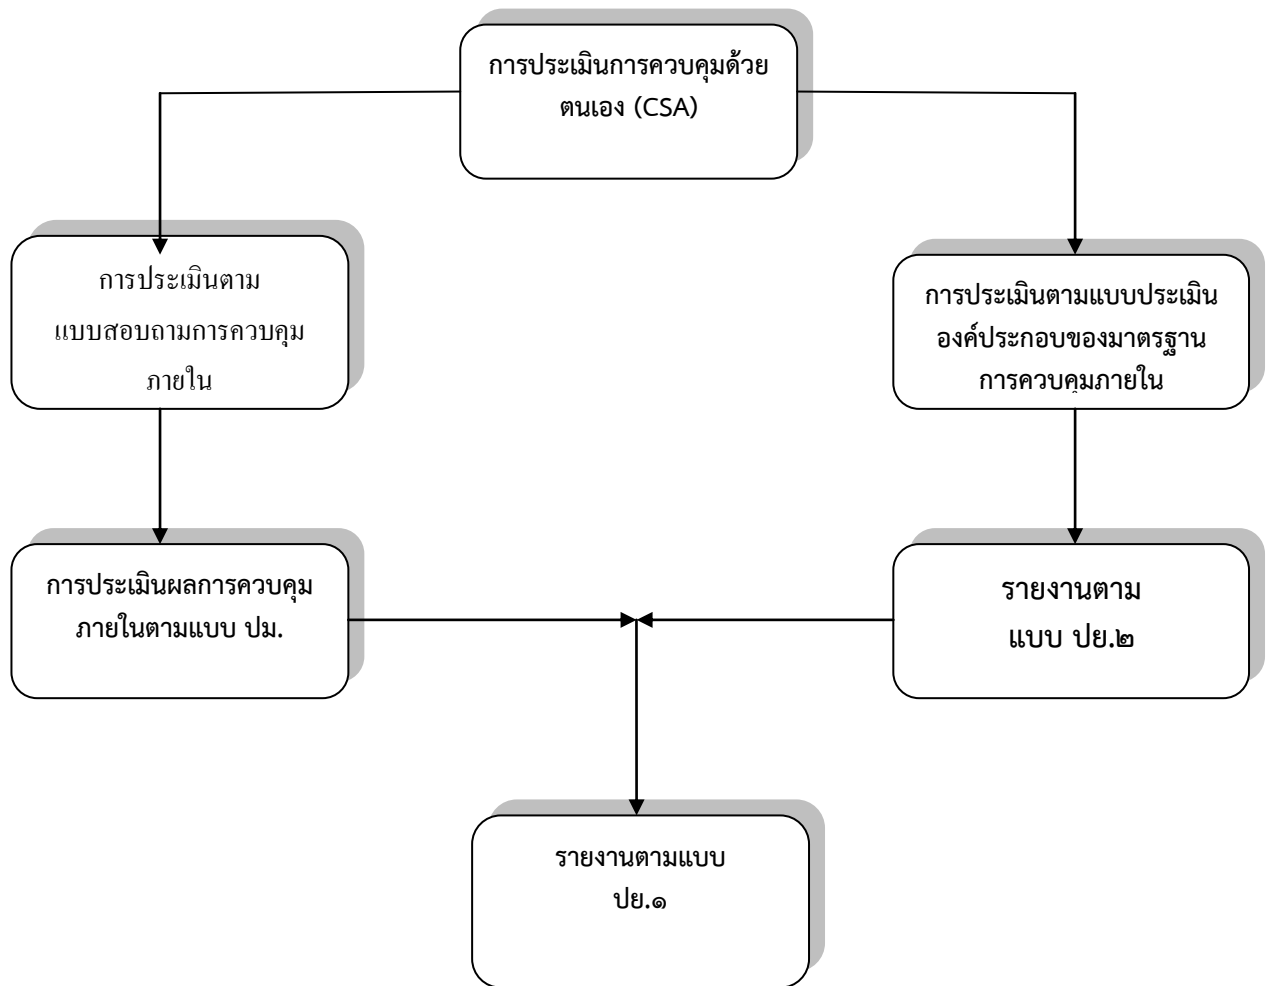 การประเมินการควบคุมด้วย
ตนเอง (CSA)
การประเมินตาม
แบบสอบถามการควบคุม
ภายใน
การประเมินตามแบบประเมิน
องค์ประกอบของมาตรฐาน
การควบคุมภายใน
การประเมินผลการควบคุม
ภายในตามแบบ ปม.
รายงานตาม
แบบ ปย.๒
รายงานตามแบบ
ปย.๑